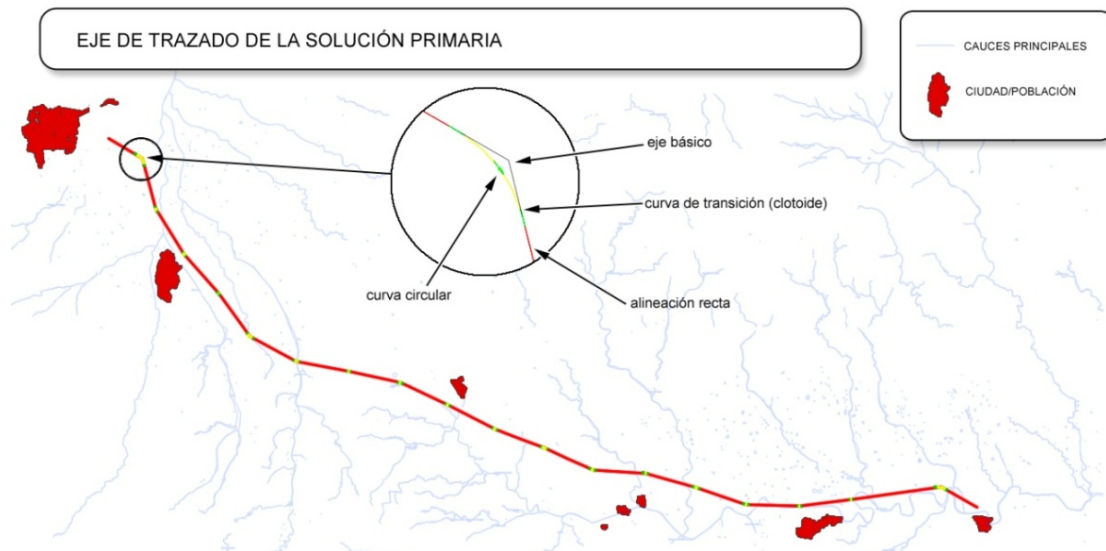 EJE DE TRAZADO DE LA SOLUCIÓN PRIMARIA
CAUCES PRINCIPALES
CIUDAD/POBLACIÓN
eje básico
curva de transición (clotoide)
curva circular
alineación recta